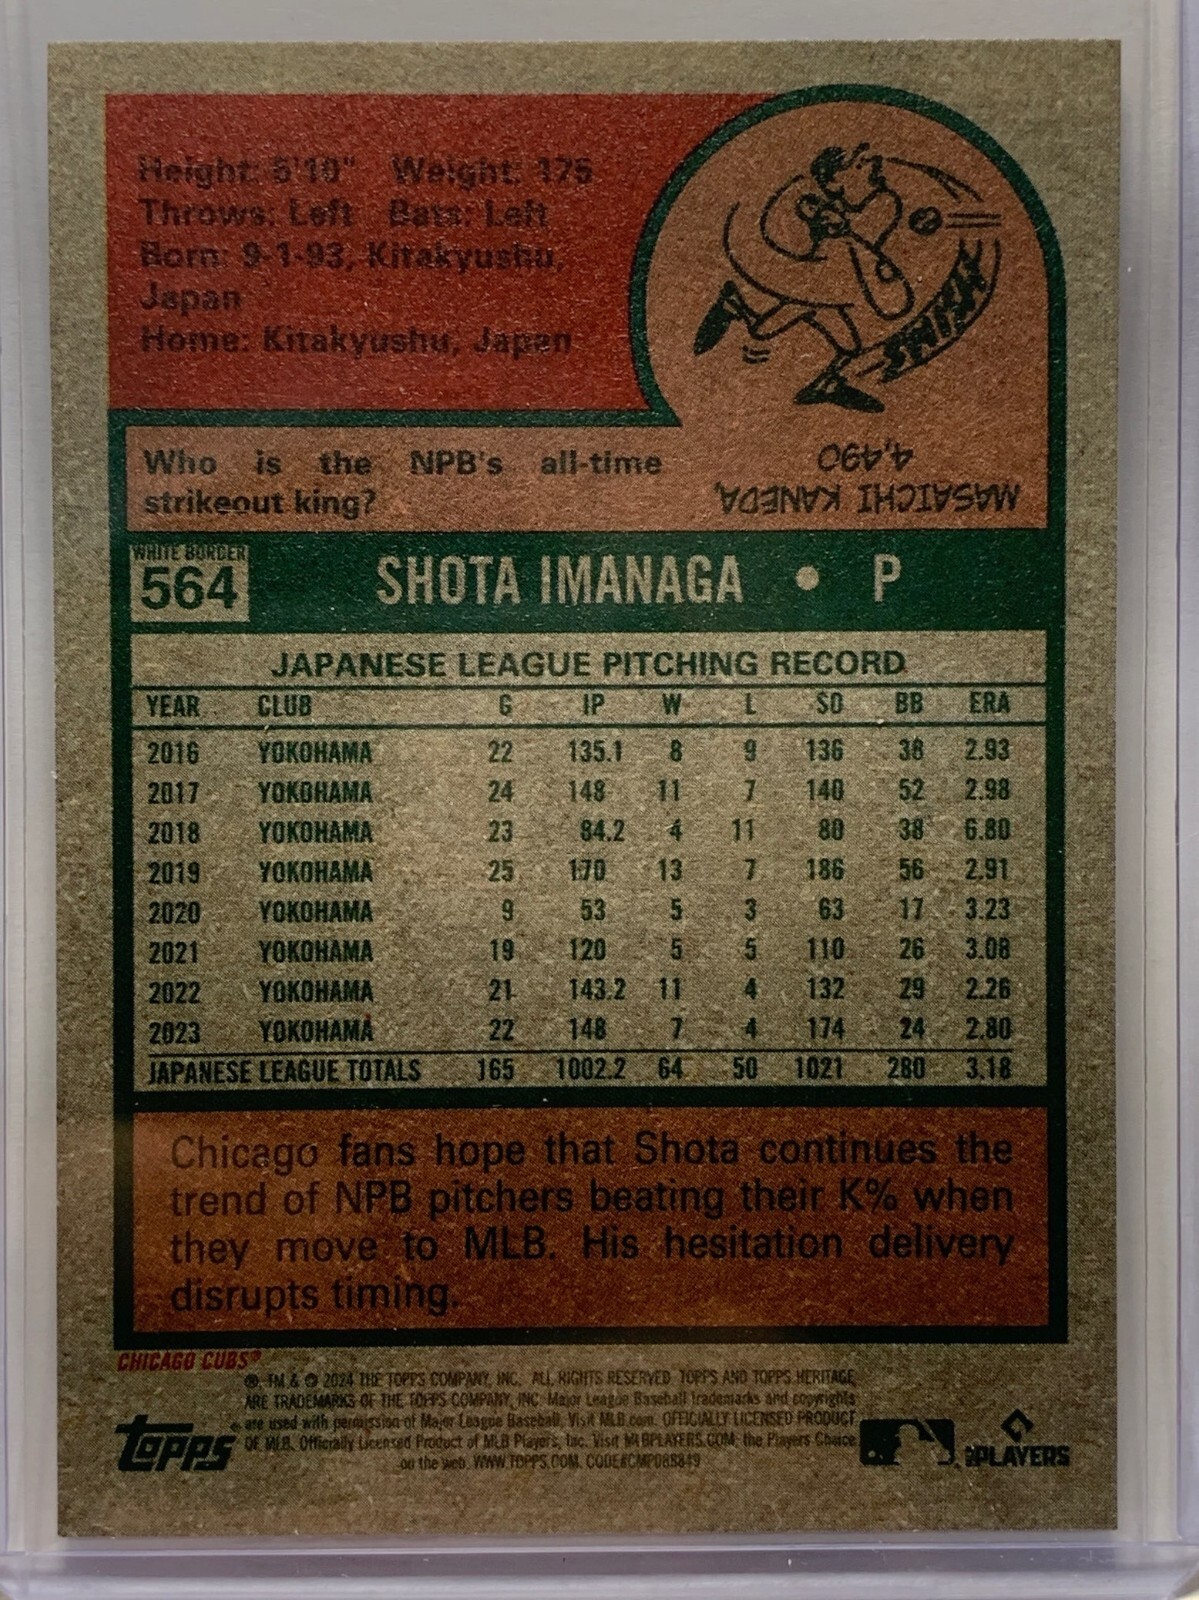 Height: 5'10" Weight: 175
Throws: Left Bats: Left
Born: 9-1-93, Kitakyushu,
Japan
Home: Kitakyushu, Japan
SWISH
MASAICHI KANEDA,
4,490
Who is the NPB's all-time
strikeout king?
WHITE BORDER
564
SHOTA IMANAGA • P
JAPANESE LEAGUE PITCHING RECORD
YEAR CLUB G IP W L SO BB ERA
2016 YOKOHAMA 22 135.1 8 9 136 38 2.93
2017 YOKOHAMA 24 148 11 7 140 52 2.98
2018 YOKOHAMA 23 84.2 4 11 80 38 6.80
2019 YOKOHAMA 25 170 13 7 186 56 2.91
2020 YOKOHAMA 9 53 5 3 63 17 3.23
2021 YOKOHAMA 19 120 5 5 110 26 3.08
2022 YOKOHAMA 21 143.2 11 4 132 29 2.26
2023 YOKOHAMA 22 148 7 4 174 24 2.80
JAPANESE LEAGUE TOTALS 165 1002.2 64 50 1021 280 3.18
Chicago fans hope that Shota continues the
trend of NPB pitchers beating their K% when
they move to MLB. His hesitation delivery
disrupts timing.
CHICAGO CUBS®
®, TM & © 2024 THE TOPPS COMPANY, INC. ALL RIGHTS RESERVED. TOPPS AND TOPPS HERITAGE
ARE TRADEMARKS OF THE TOPPS COMPANY, INC. Major League Baseball trademarks and copyrights
are used with permission of Major League Baseball. Visit MLB.com. OFFICIALLY LICENSED PRODUCT
OF MLB. Officially Licensed Product of MLB Players, Inc. Visit MLBPLAYERS.COM, the Players Choice
on the web. WWW.TOPPS.COM. CODE#CMP088849
Topps
MLB PLAYERS